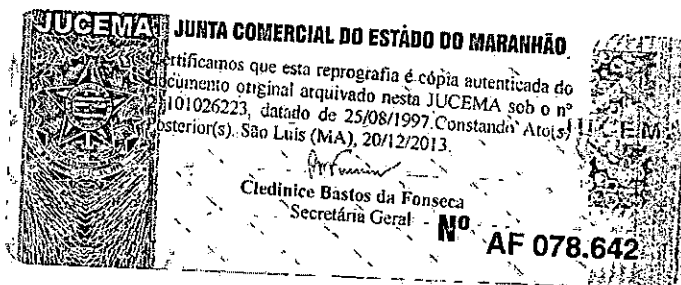 JUCEMA
JUNTA COMERCIAL DO ESTADO DO MARANHÃO
Certificamos que esta reprografia é cópia autenticada do
documento original arquivado nesta JUCEMA sob o nº
101026223, datado de 25/08/1997. Constando Ato(s)
osterior(s). São Luis (MA), 20/12/2013.
Cledinice Bastos da Fonseca
Secretária Geral
Nº AF 078.642